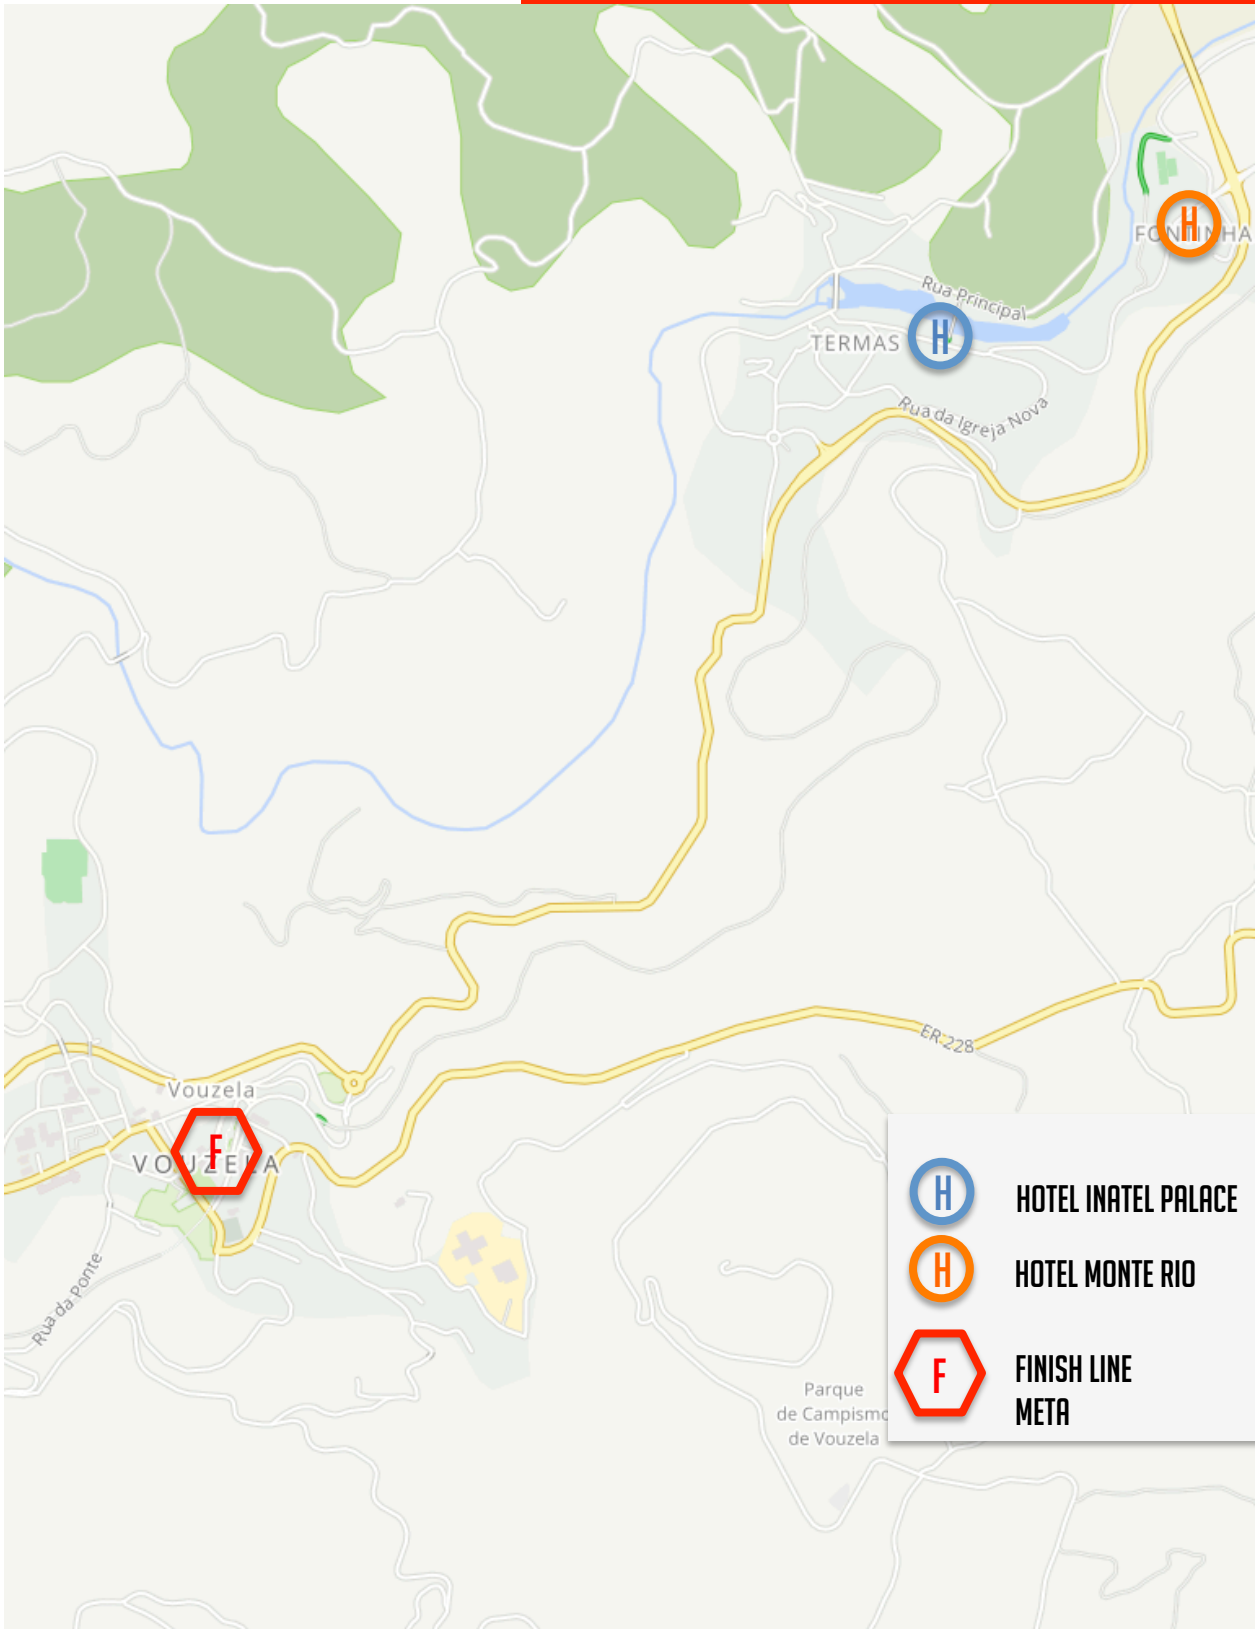 FONTINHA
H
Rua Principal
TERMAS
H
Rua da Igreja Nova
ER 228
Vouzela
F
VOUZELA
Rua da Ponte
H
HOTEL INATEL PALACE
H
HOTEL MONTE RIO
F
FINISH LINE
META
Parque
de Campismo
de Vouzela